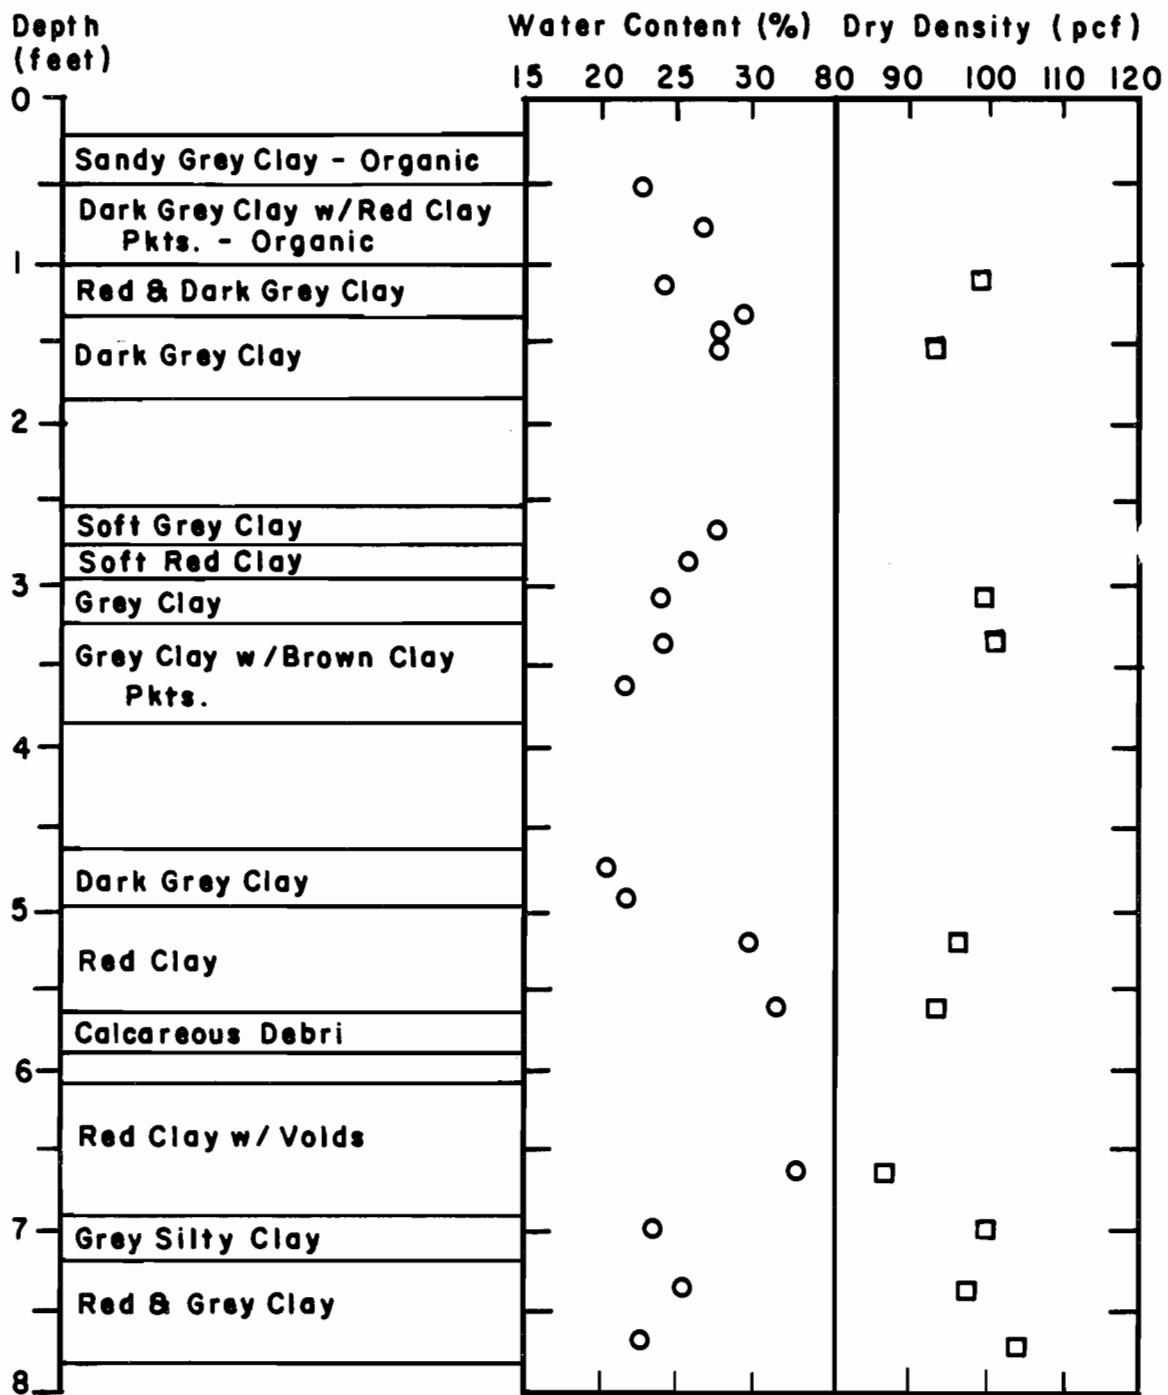 Depth
(feet)
Water Content (%) Dry Density (pcf)
15 20 25 30 80 90 100 110 120
0
Sandy Grey Clay - Organic
Dark Grey Clay w/Red Clay
Pkts. - Organic
1
Red & Dark Grey Clay
Dark Grey Clay
2
Soft Grey Clay
Soft Red Clay
3
Grey Clay
Grey Clay w/Brown Clay
Pkts.
4
Dark Grey Clay
5
Red Clay
Calcareous Debri
6
Red Clay w/ Voids
7
Grey Silty Clay
Red & Grey Clay
8